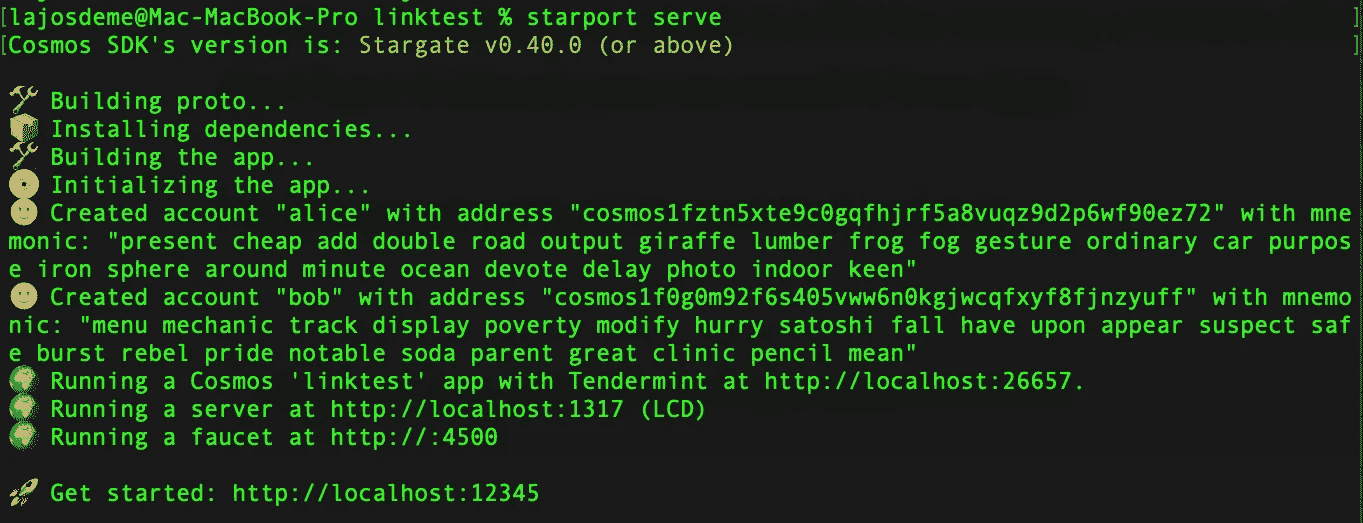 [lajosdeme@Mac-MacBook-Pro linktest % starport serve ]
[Cosmos SDK's version is: Stargate v0.40.0 (or above) ]
Building proto...
Installing dependencies...
Building the app...
Initializing the app...
Created account "alice" with address "cosmos1fztn5xte9c0gqfhjrf5a8vuqz9d2p6wf90ez72" with mne
monic: "present cheap add double road output giraffe lumber frog fog gesture ordinary car purpos
e iron sphere around minute ocean devote delay photo indoor keen"
Created account "bob" with address "cosmos1f0g0m92f6s405vww6n0kgjwcqfxyf8fjnzyuff" with mnemo
nic: "menu mechanic track display poverty modify hurry satoshi fall have upon appear suspect saf
e burst rebel pride notable soda parent great clinic pencil mean"
Running a Cosmos 'linktest' app with Tendermint at http://localhost:26657.
Running a server at http://localhost:1317 (LCD)
Running a faucet at http://:4500
Get started: http://localhost:12345